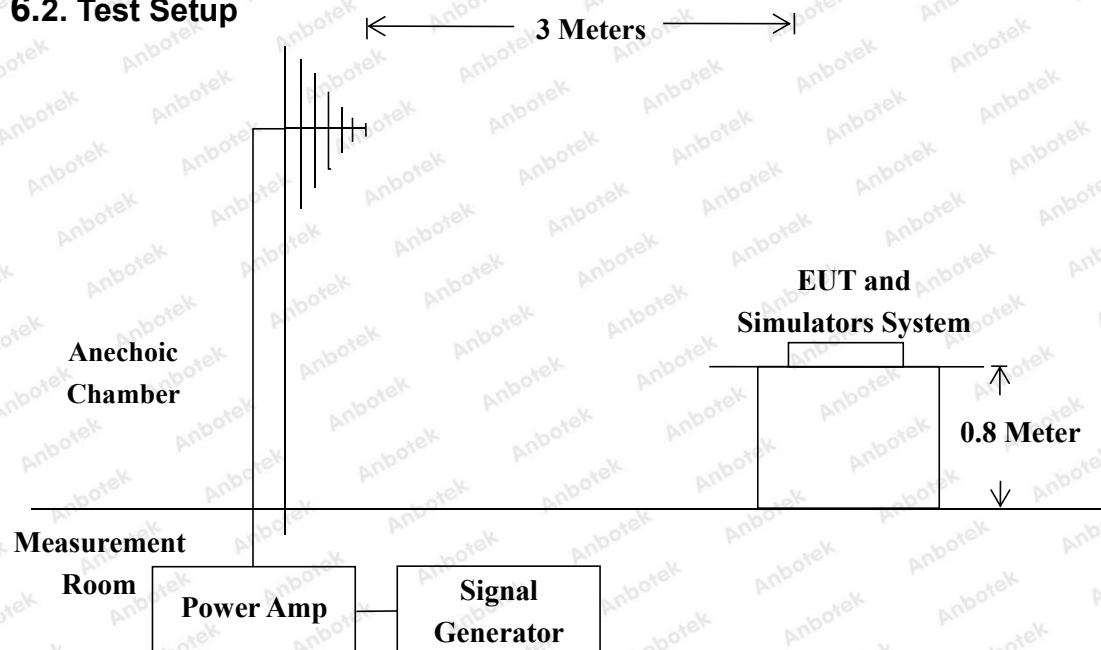 6.2. Test Setup
3 Meters
EUT and
Simulators System
Anechoic
Chamber
0.8 Meter
Measurement
Room
Power Amp
Signal
Generator
Anbotek